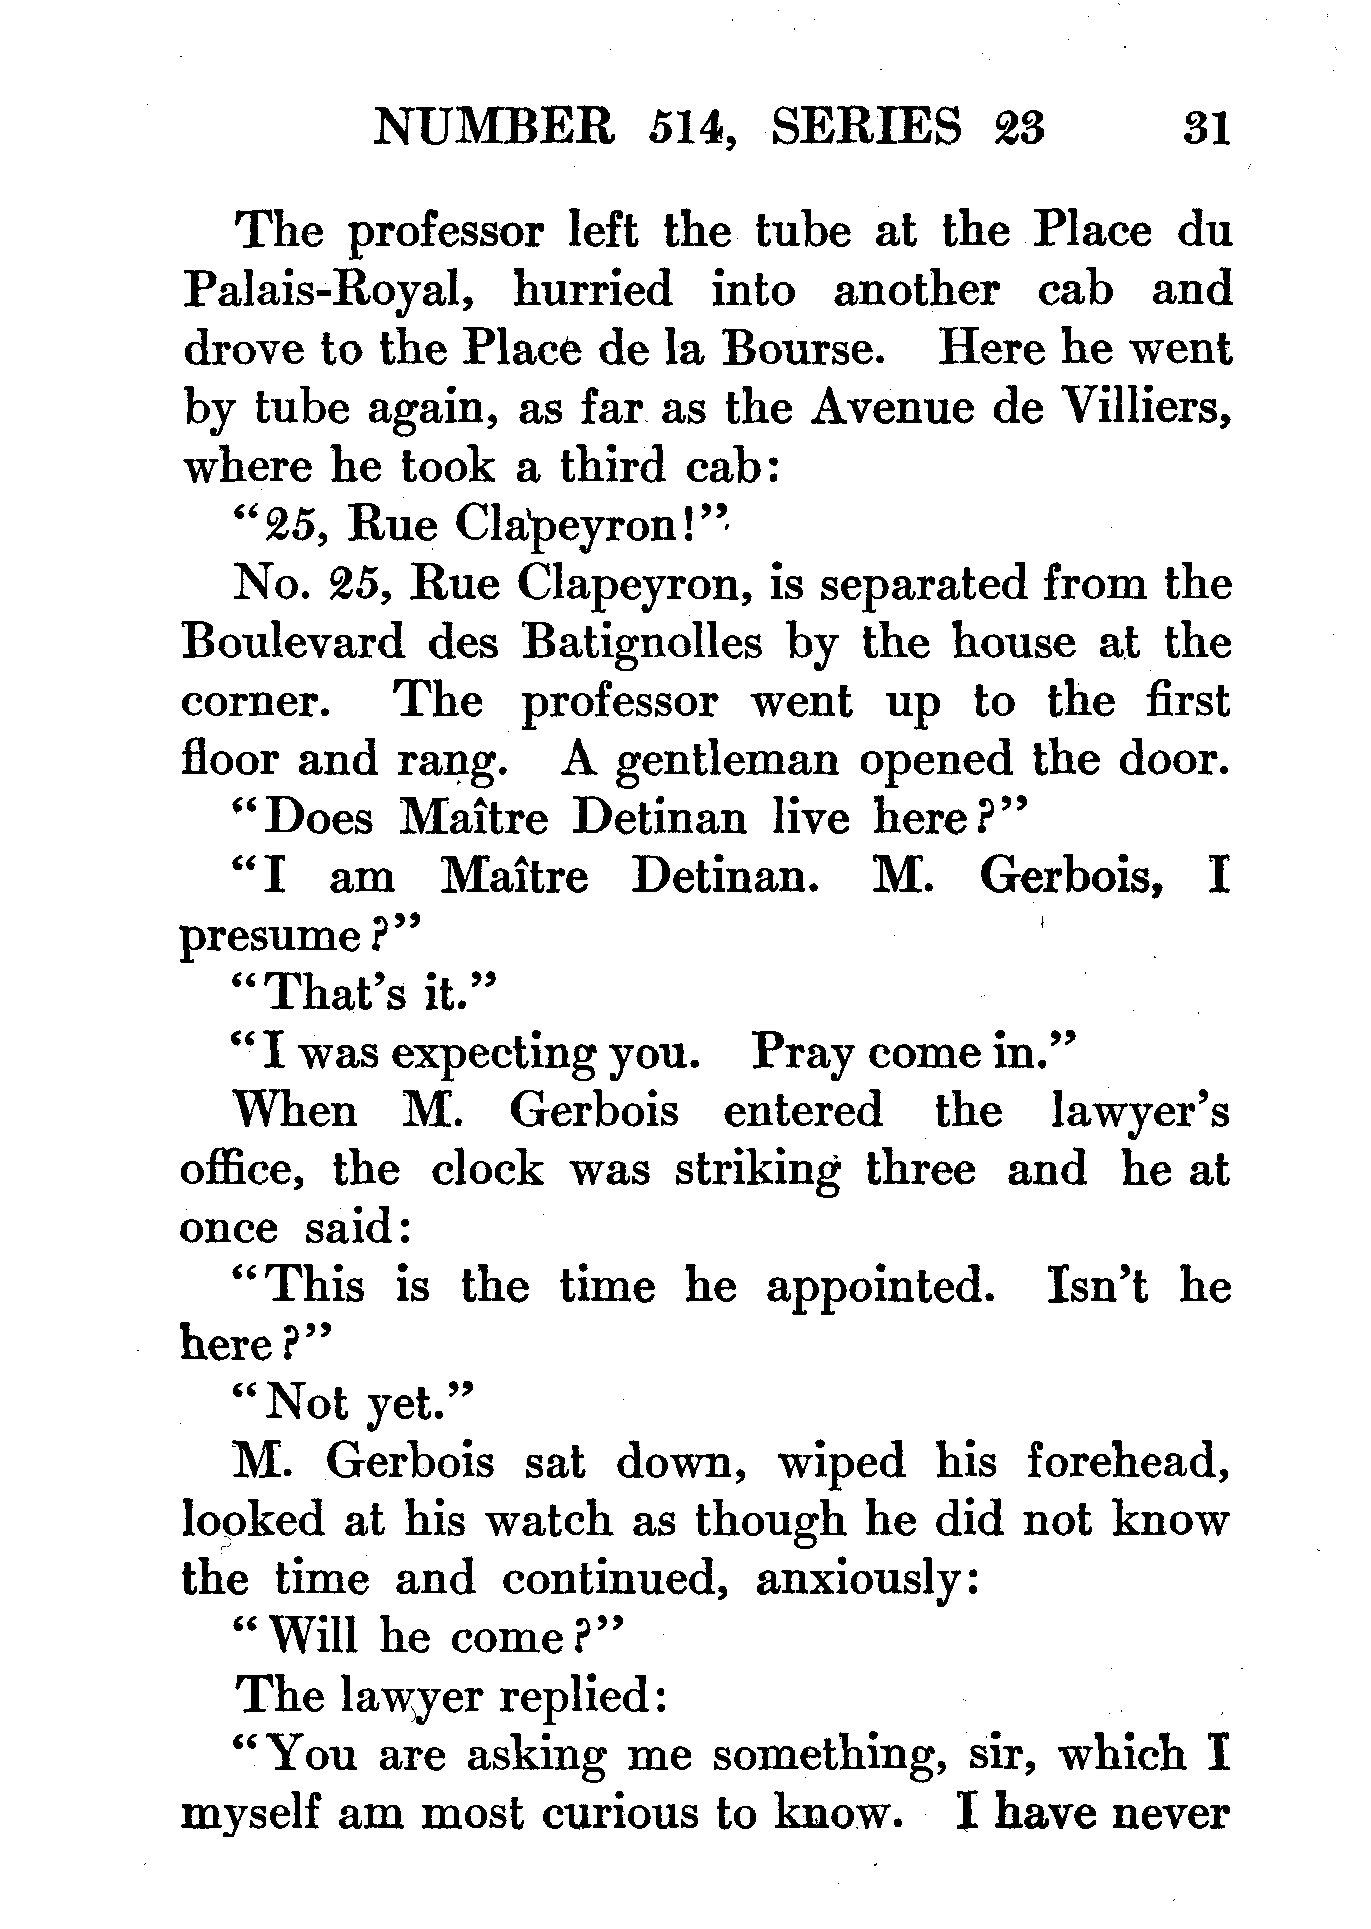 NUMBER 514, SERIES 23 31
The professor left the tube at the Place du
Palais-Royal, hurried into another cab and
drove to the Place de la Bourse. Here he went
by tube again, as far as the Avenue de Villiers,
where he took a third cab:
"25, Rue Clapeyron!"
No. 25, Rue Clapeyron, is separated from the
Boulevard des Batignolles by the house at the
corner. The professor went up to the first
floor and rang. A gentleman opened the door.
"Does Maître Detinan live here?"
"I am Maître Detinan. M. Gerbois, I
presume?"
"That's it."
"I was expecting you. Pray come in."
When M. Gerbois entered the lawyer's
office, the clock was striking three and he at
once said:
"This is the time he appointed. Isn't he
here?"
"Not yet."
M. Gerbois sat down, wiped his forehead,
looked at his watch as though he did not know
the time and continued, anxiously:
"Will he come?"
The lawyer replied:
"You are asking me something, sir, which I
myself am most curious to know. I have never